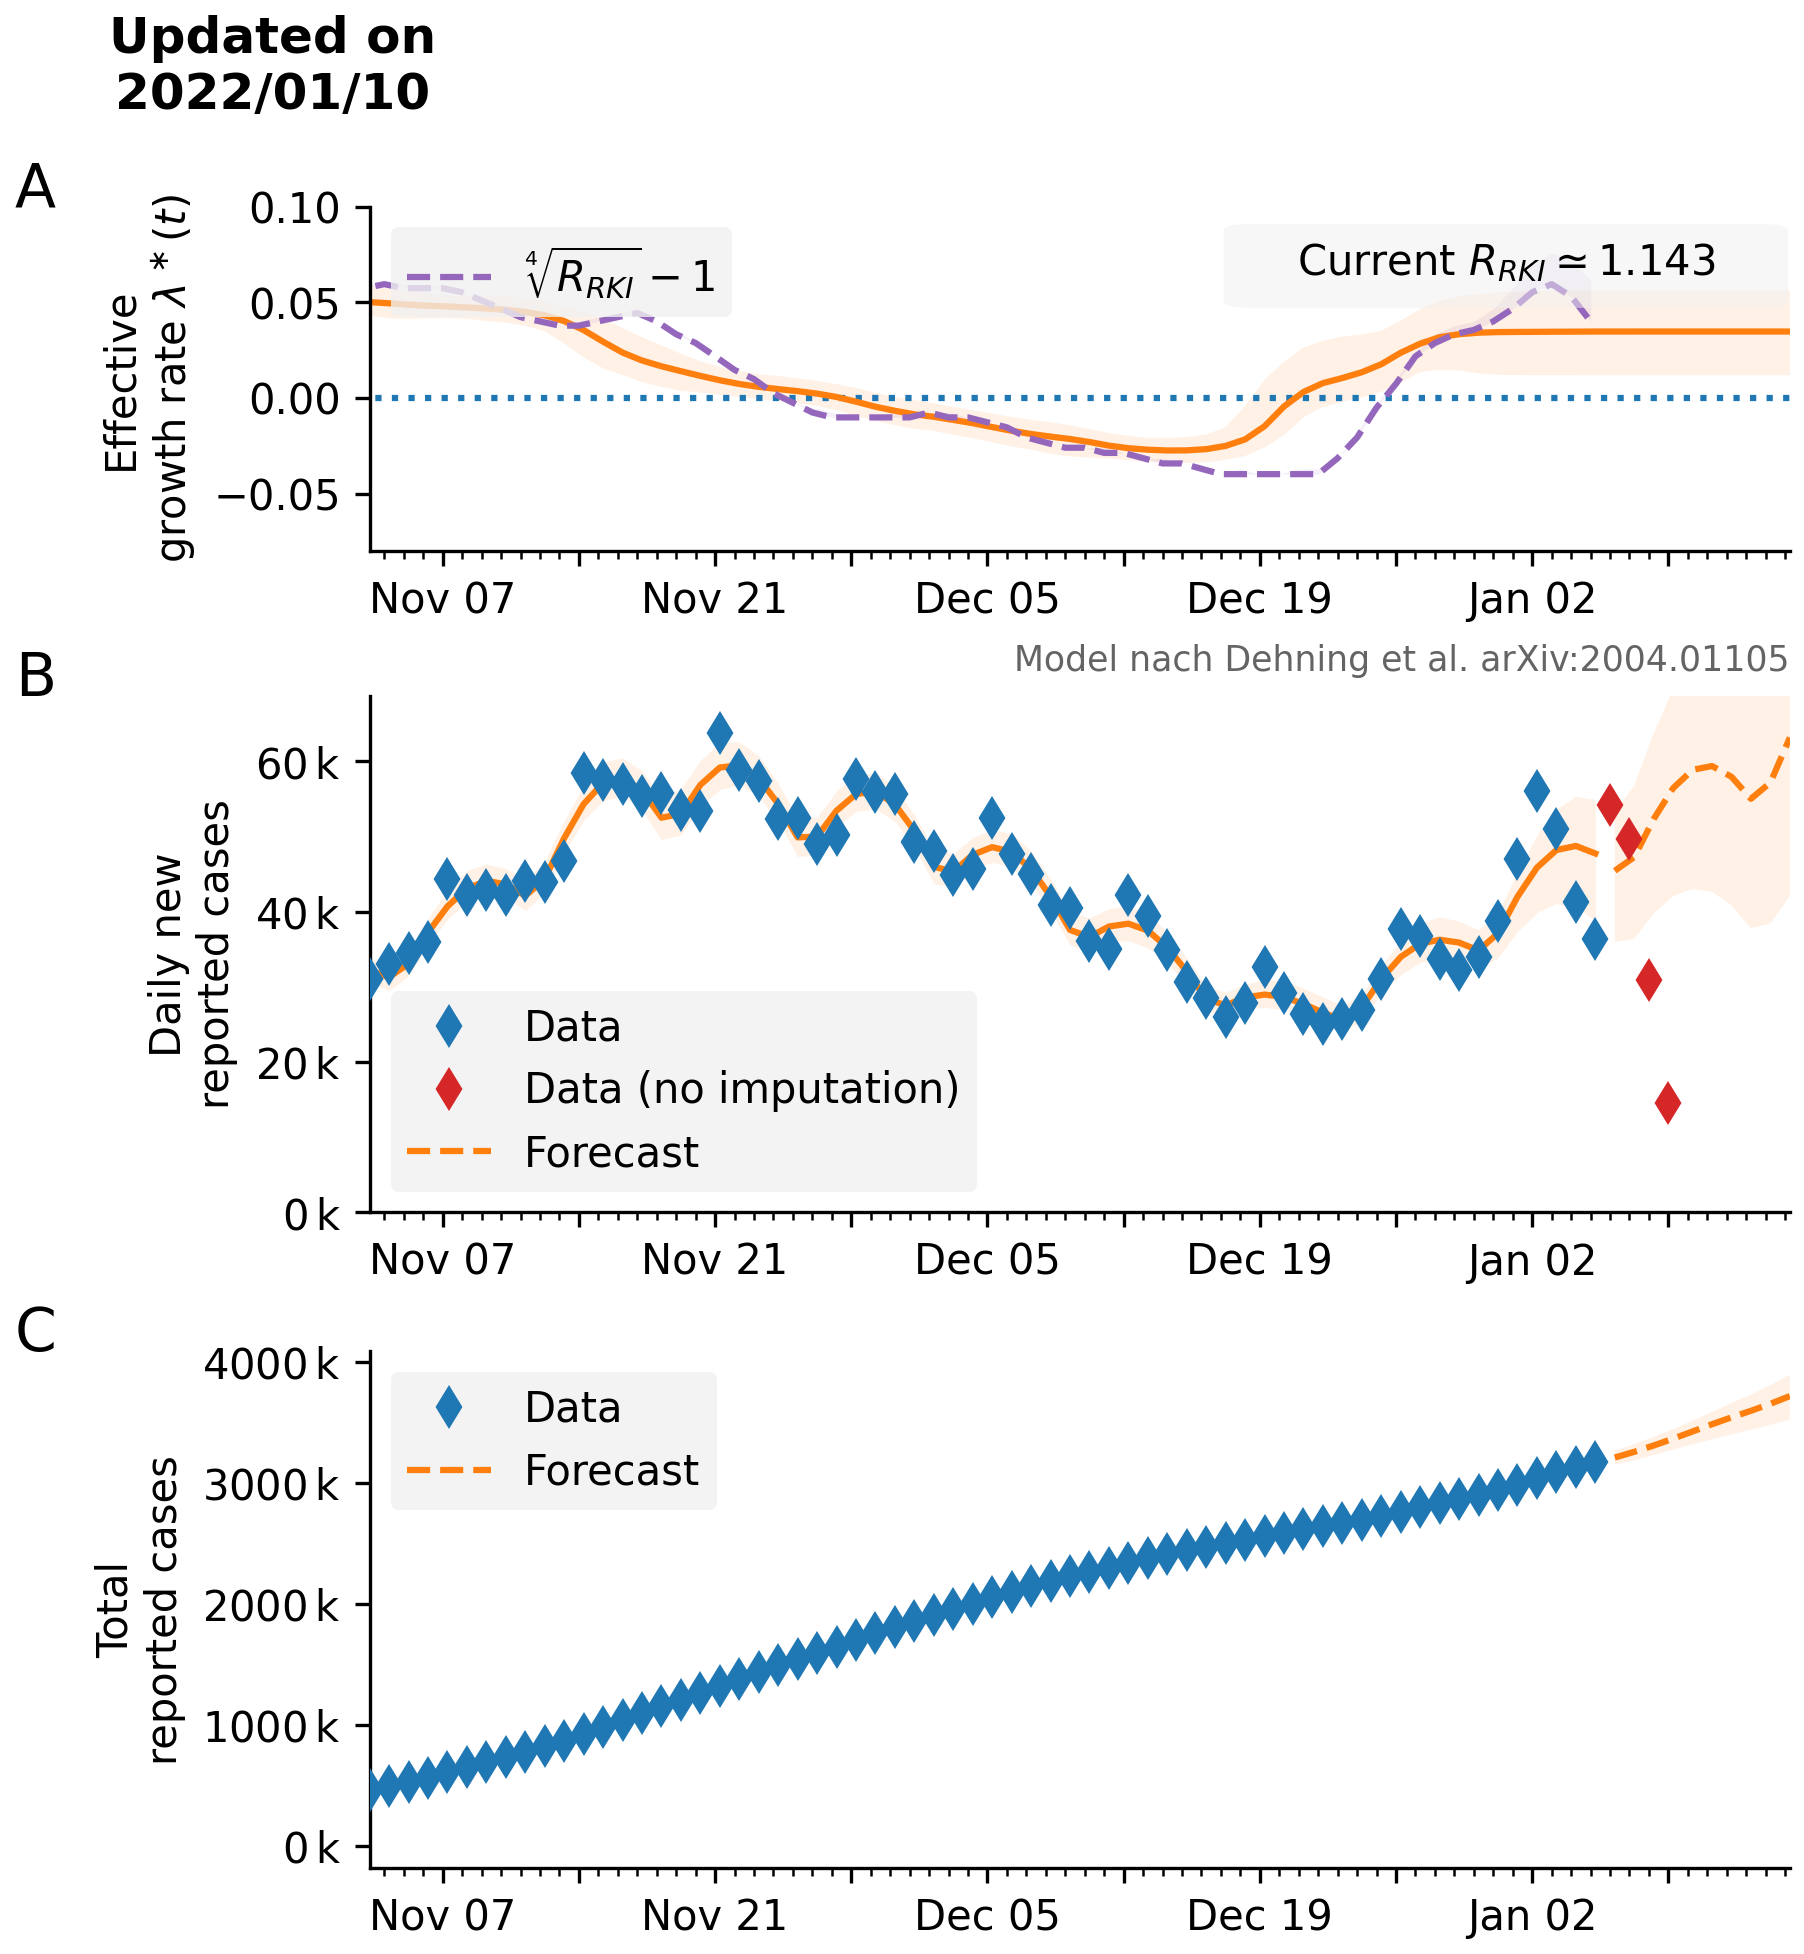 Updated on
2022/01/10
A
Effective
growth rate λ * (t)
0.10
0.05
0.00
−0.05
∜R_RKI − 1
Current R_RKI ≃ 1.143
Nov 07
Nov 21
Dec 05
Dec 19
Jan 02
B
Model nach Dehning et al. arXiv:2004.01105
Daily new
reported cases
60 k
40 k
20 k
0 k
Data
Data (no imputation)
Forecast
Nov 07
Nov 21
Dec 05
Dec 19
Jan 02
C
Total
reported cases
4000 k
3000 k
2000 k
1000 k
0 k
Data
Forecast
Nov 07
Nov 21
Dec 05
Dec 19
Jan 02